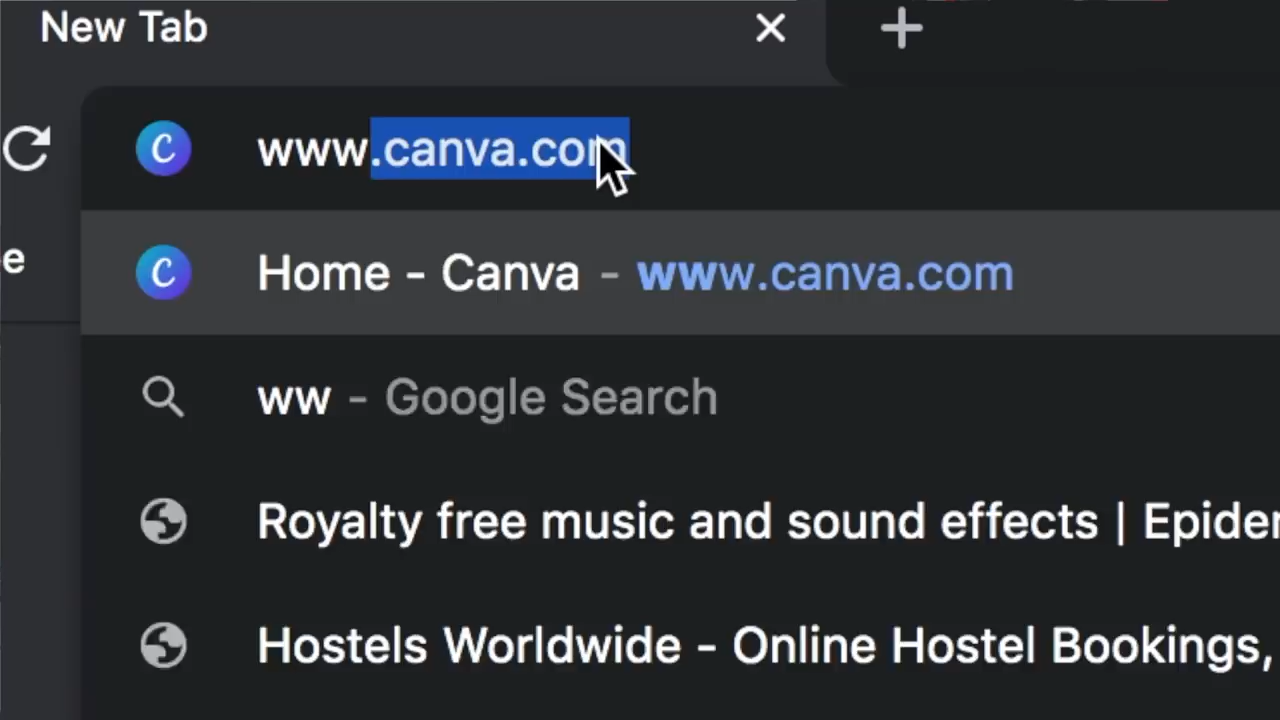 New Tab
www.canva.com
e
Home - Canva - www.canva.com
ww - Google Search
Royalty free music and sound effects | Epider
Hostels Worldwide - Online Hostel Bookings,